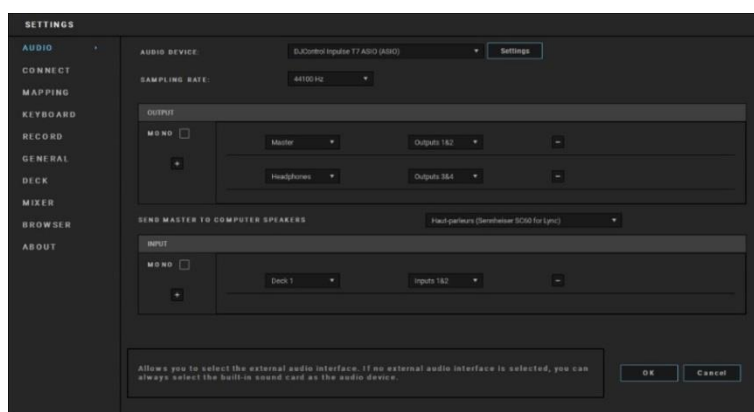 SETTINGS
AUDIO
CONNECT
MAPPING
KEYBOARD
RECORD
GENERAL
DECK
MIXER
BROWSER
ABOUT
AUDIO DEVICE: DJControl Inpulse T7 ASIO (ASIO) Settings
SAMPLING RATE: 44100 Hz
OUTPUT
MONO
+
Master Outputs 1&2 -
Headphones Outputs 3&4 -
SEND MASTER TO COMPUTER SPEAKERS Haut-parleurs (Sennheiser SC60 for Lync)
INPUT
MONO
+
Deck 1 Inputs 1&2 -
Allows you to select the external audio interface. If no external audio interface is selected, you can
always select the built-in sound card as the audio device.
OK Cancel